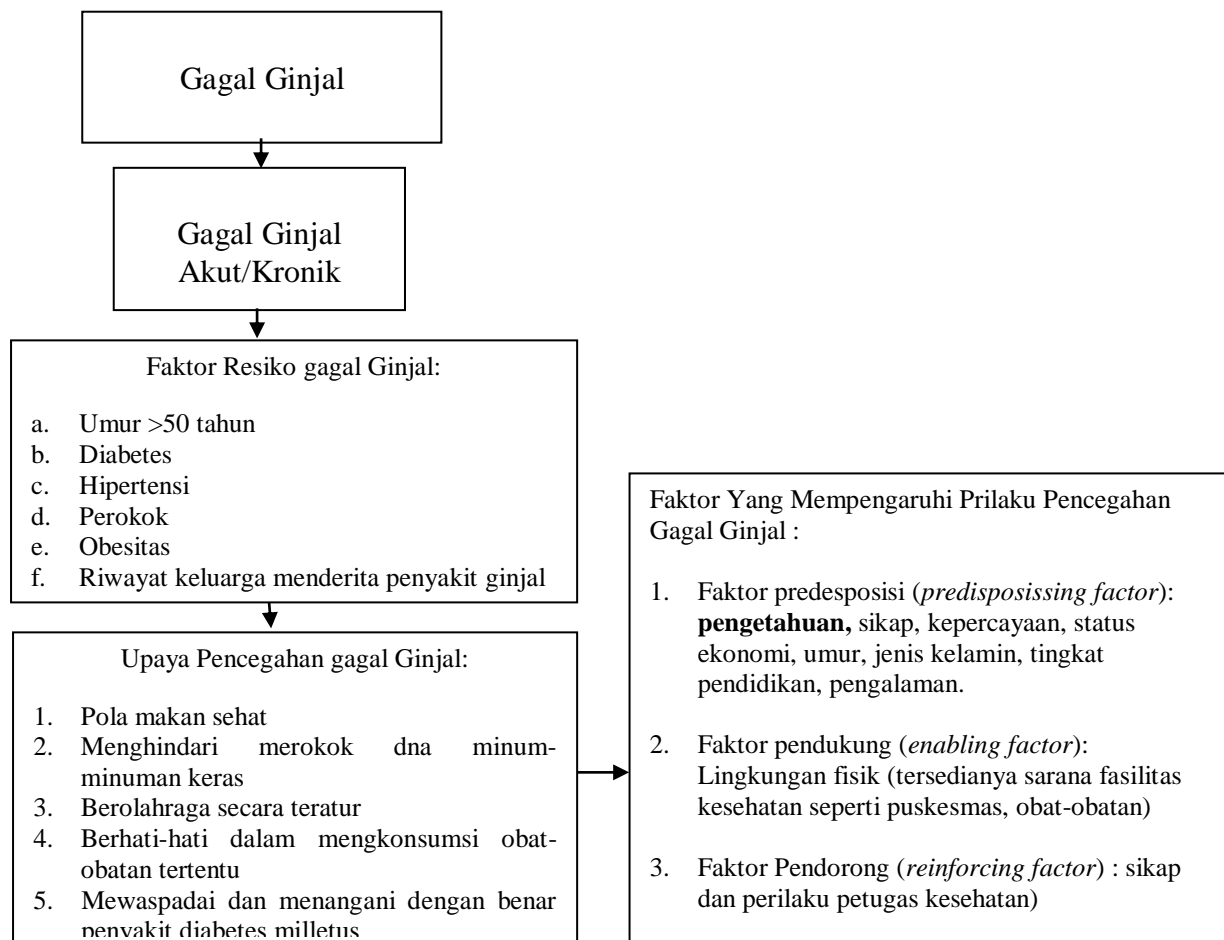 Gagal Ginjal
Gagal Ginjal
Akut/Kronik
Faktor Resiko gagal Ginjal:
a. Umur >50 tahun
b. Diabetes
c. Hipertensi
d. Perokok
e. Obesitas
f. Riwayat keluarga menderita penyakit ginjal
Upaya Pencegahan gagal Ginjal:
1. Pola makan sehat
2. Menghindari merokok dna minum-
minuman keras
3. Berolahraga secara teratur
4. Berhati-hati dalam mengkonsumsi obat-
obatan tertentu
5. Mewaspadai dan menangani dengan benar
penyakit diabetes milletus
Faktor Yang Mempengaruhi Prilaku Pencegahan
Gagal Ginjal :
1. Faktor predesposisi (predisposissing factor):
pengetahuan, sikap, kepercayaan, status
ekonomi, umur, jenis kelamin, tingkat
pendidikan, pengalaman.
2. Faktor pendukung (enabling factor):
Lingkungan fisik (tersedianya sarana fasilitas
kesehatan seperti puskesmas, obat-obatan)
3. Faktor Pendorong (reinforcing factor) : sikap
dan perilaku petugas kesehatan)